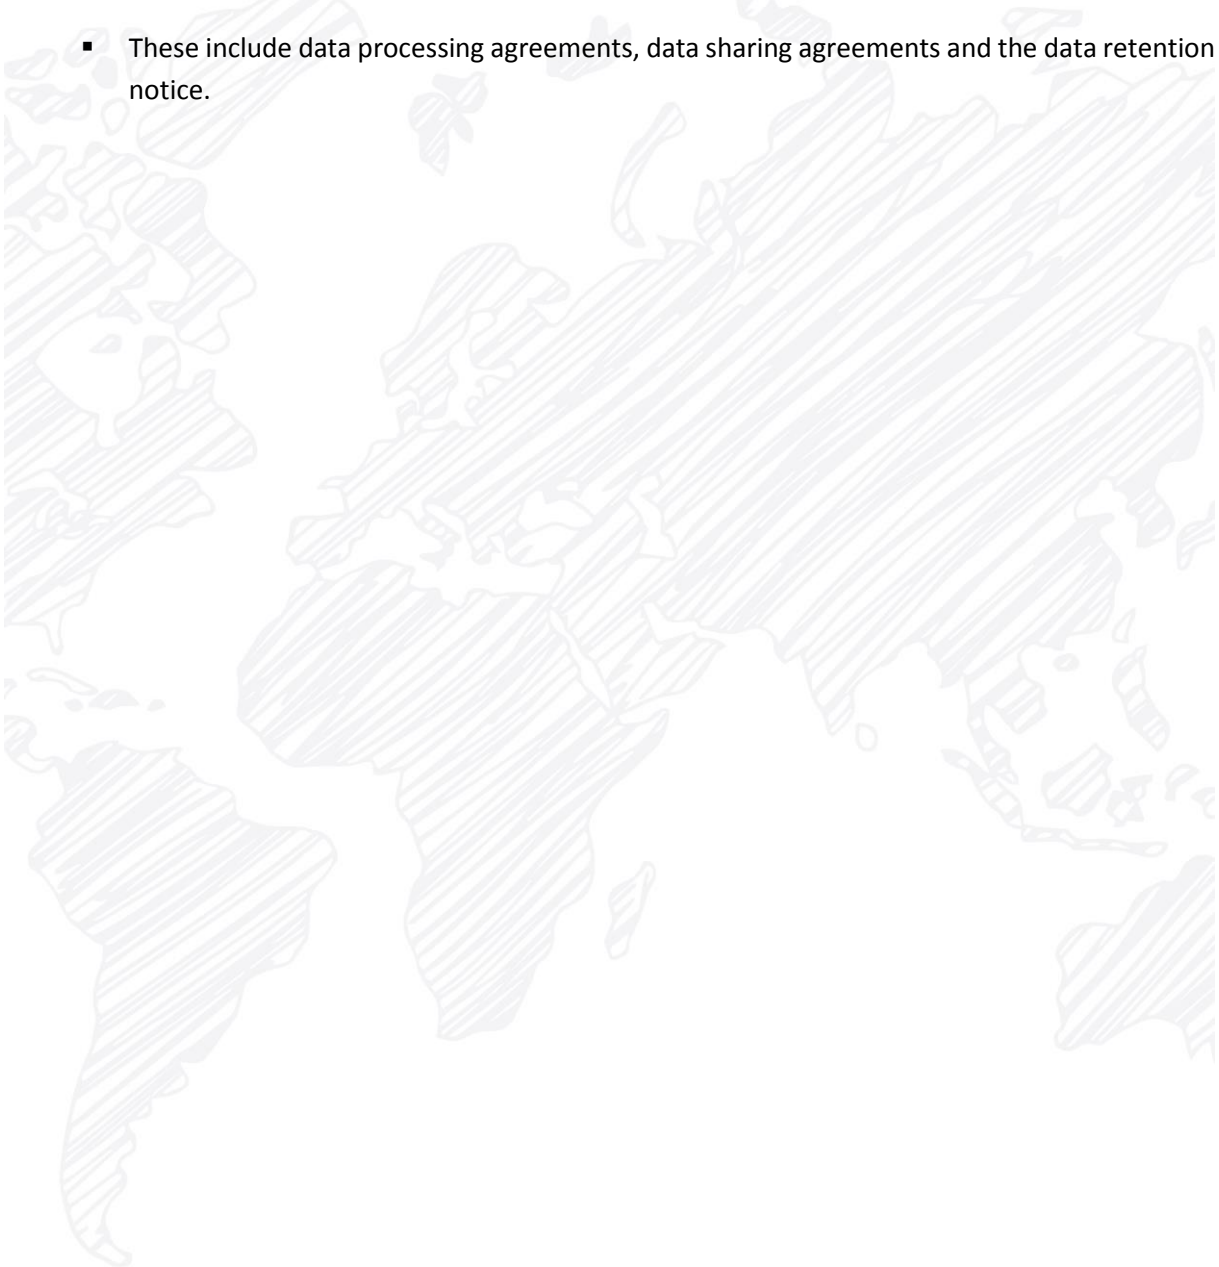 ▪ These include data processing agreements, data sharing agreements and the data retention
notice.